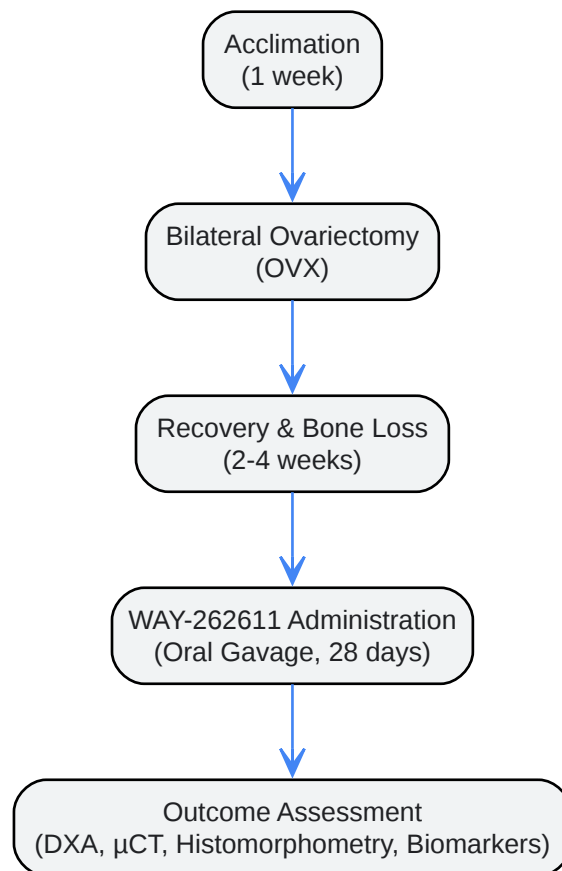 Acclimation
(1 week)
Bilateral Ovariectomy
(OVX)
Recovery & Bone Loss
(2-4 weeks)
WAY-262611 Administration
(Oral Gavage, 28 days)
Outcome Assessment
(DXA, µCT, Histomorphometry, Biomarkers)